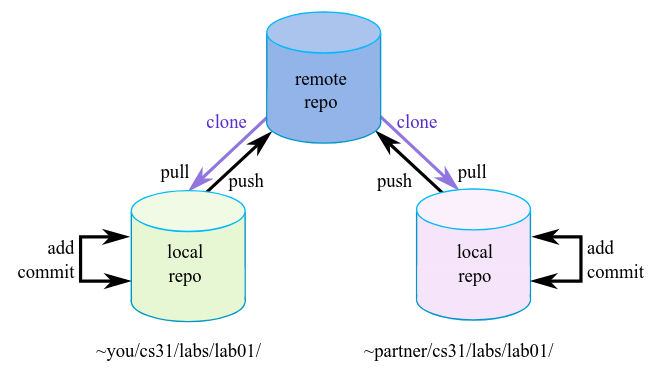 remote
repo
clone
clone
pull
push
push
pull
add
commit
local
repo
local
repo
add
commit
~you/cs31/labs/lab01/
~partner/cs31/labs/lab01/